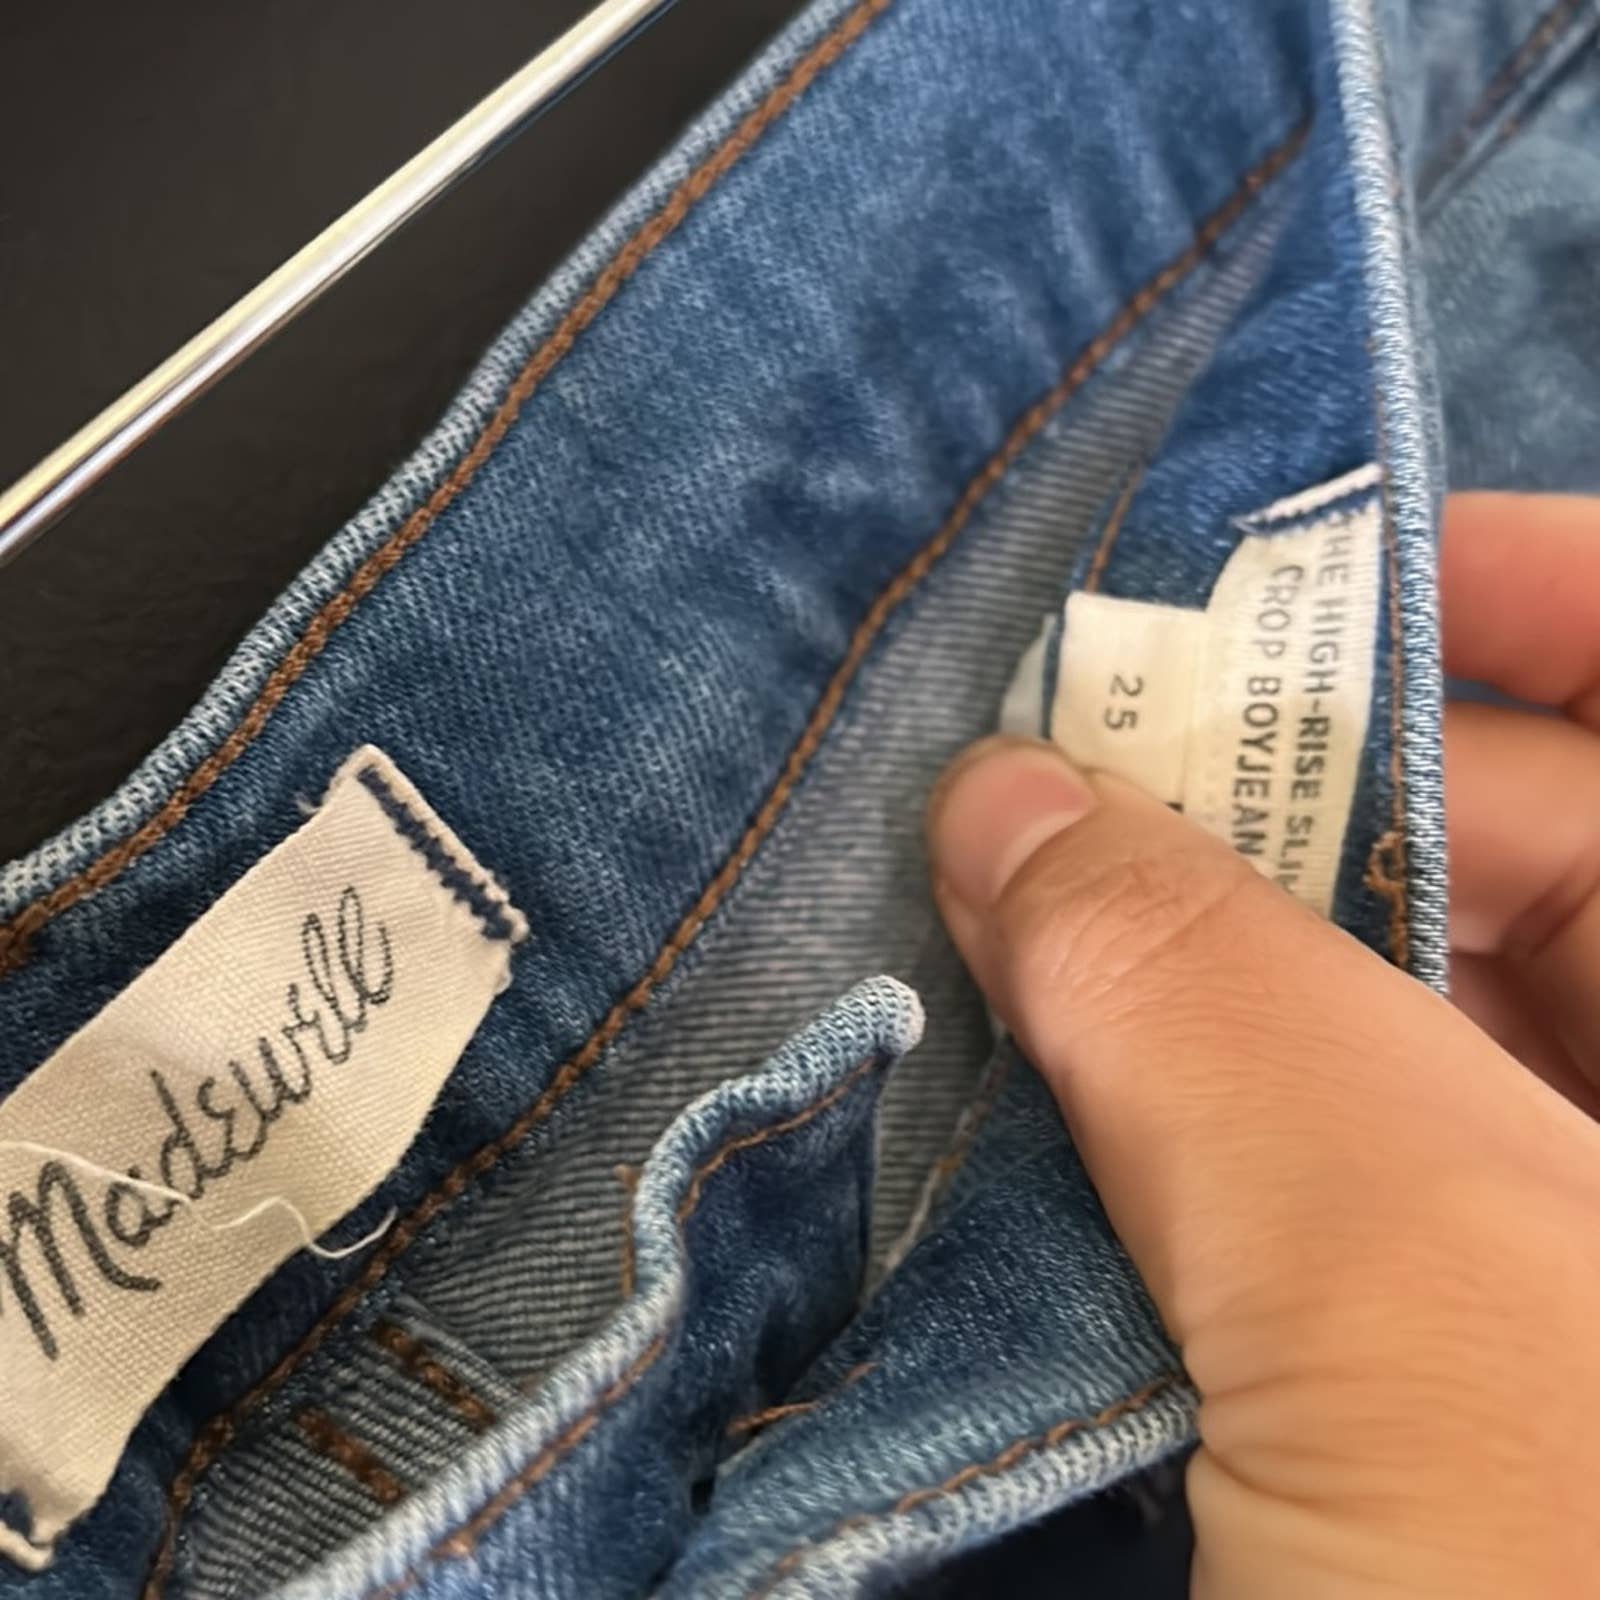 Madewell
25
THE HIGH-RISE SLIM
CROP BOYJEAN